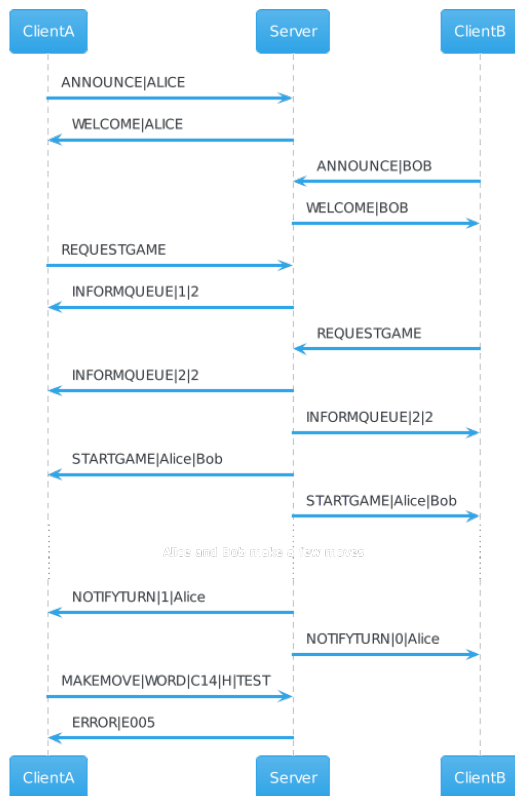 ClientA Server ClientB
ANNOUNCE|ALICE
WELCOME|ALICE
ANNOUNCE|BOB
WELCOME|BOB
REQUESTGAME
INFORMQUEUE|1|2
REQUESTGAME
INFORMQUEUE|2|2
INFORMQUEUE|2|2
STARTGAME|Alice|Bob
STARTGAME|Alice|Bob
Alice and Bob make a few moves
NOTIFYTURN|1|Alice
NOTIFYTURN|0|Alice
MAKEMOVE|WORD|C14|H|TEST
ERROR|E005
ClientA Server ClientB